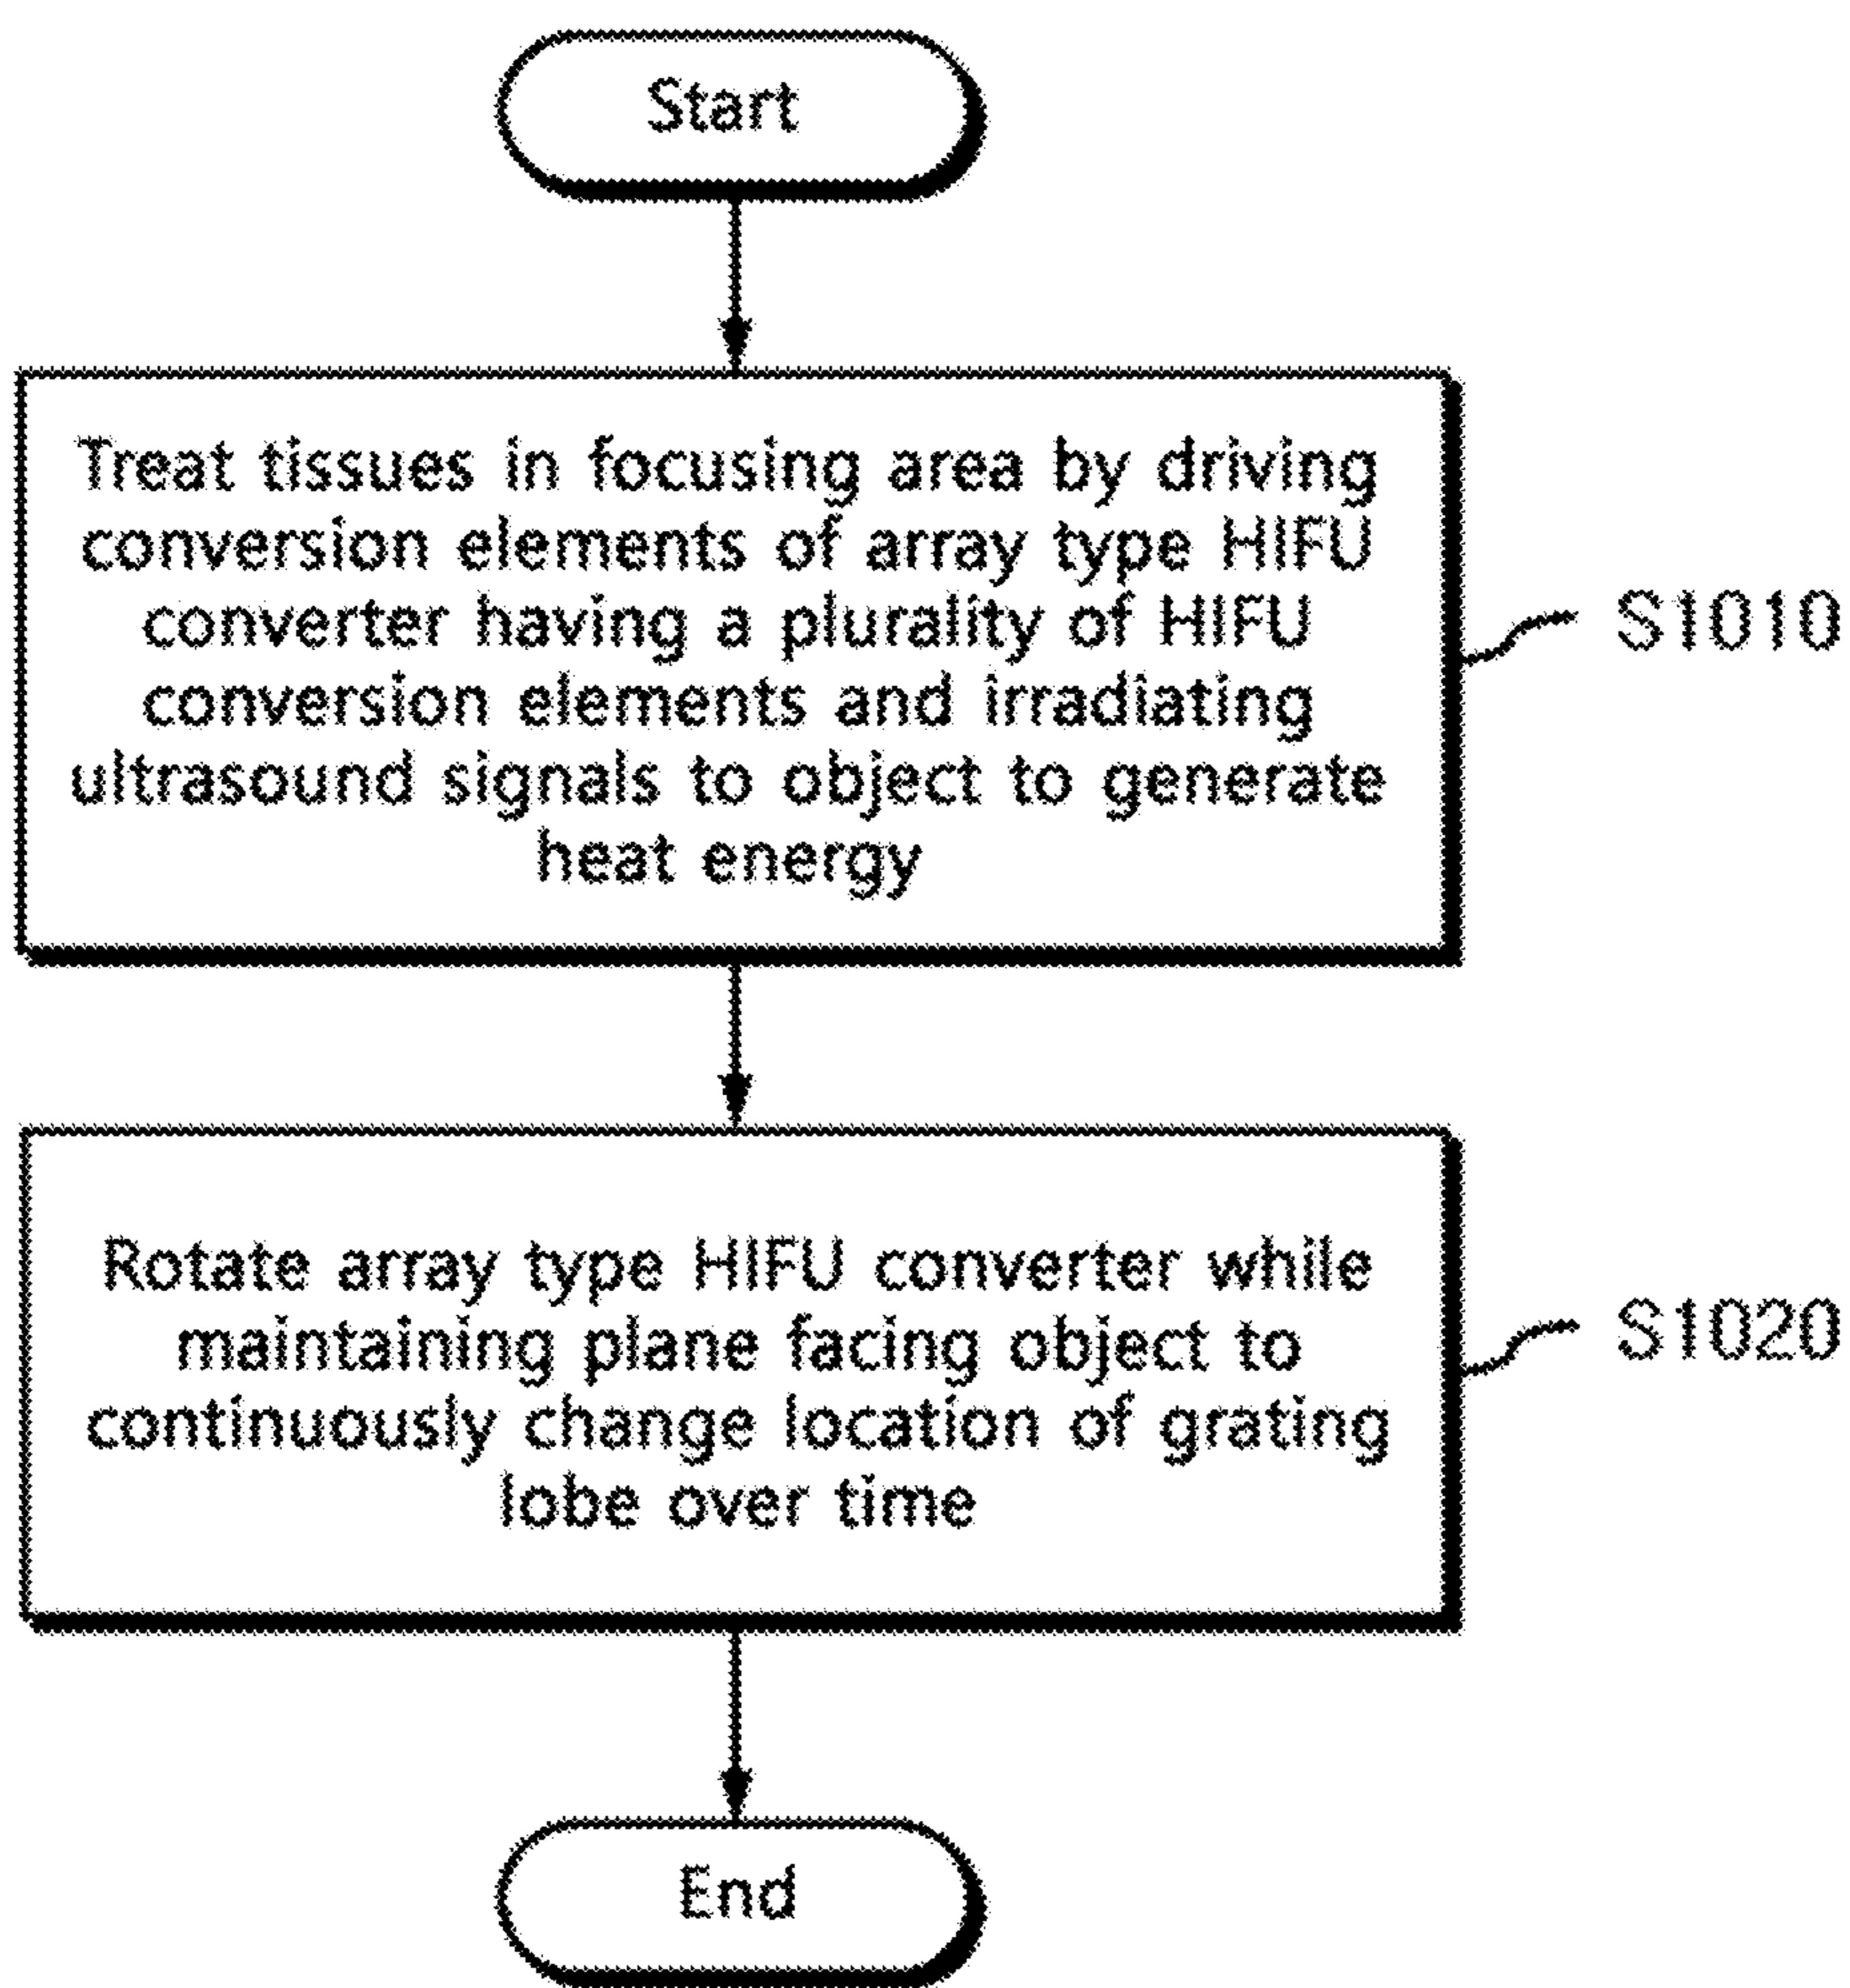 Start
Treat tissues in focusing area by driving
conversion elements of array type HIFU
converter having a plurality of HIFU
conversion elements and irradiating
ultrasound signals to object to generate
heat energy
S1010
Rotate array type HIFU converter while
maintaining plane facing object to
continuously change location of grating
lobe over time
S1020
End